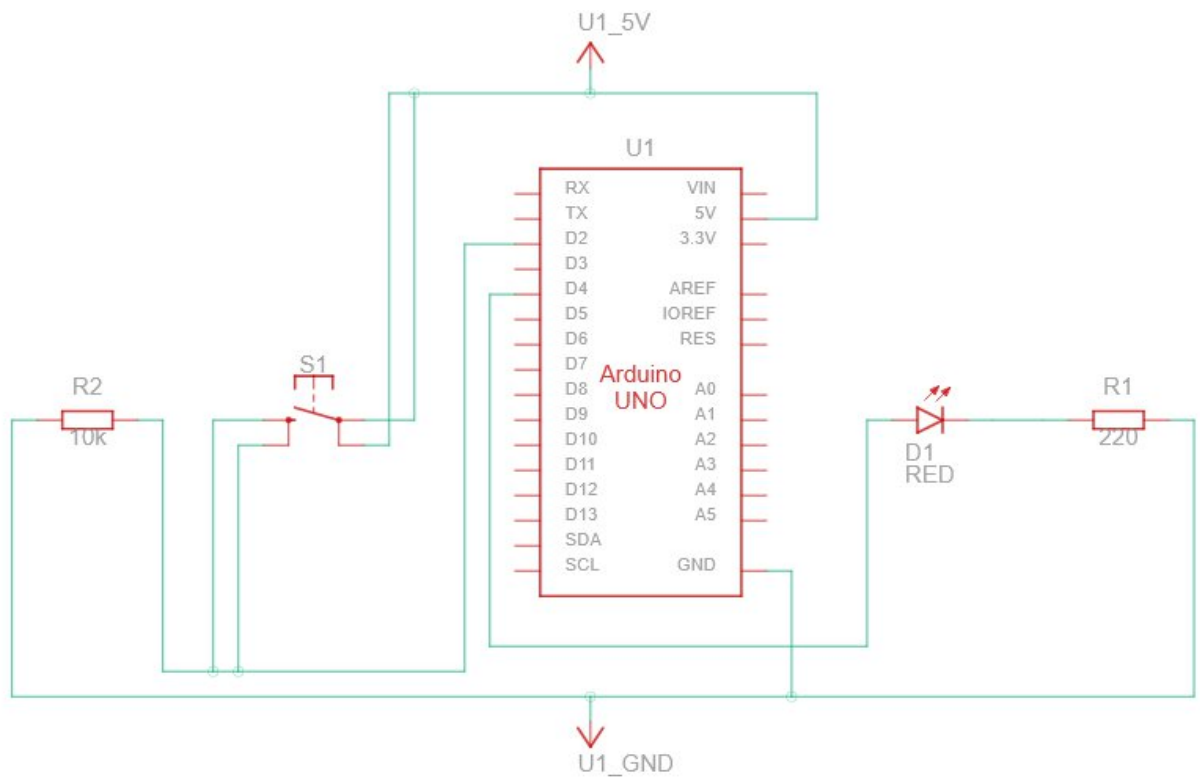 U1_5V
U1
RX
VIN
TX
5V
D2
3.3V
D3
D4
AREF
D5
IOREF
D6
RES
D7
Arduino
UNO
D8
A0
D9
A1
D10
A2
D11
A3
D12
A4
D13
A5
SDA
SCL
GND
S1
R2
10k
R1
220
D1
RED
U1_GND